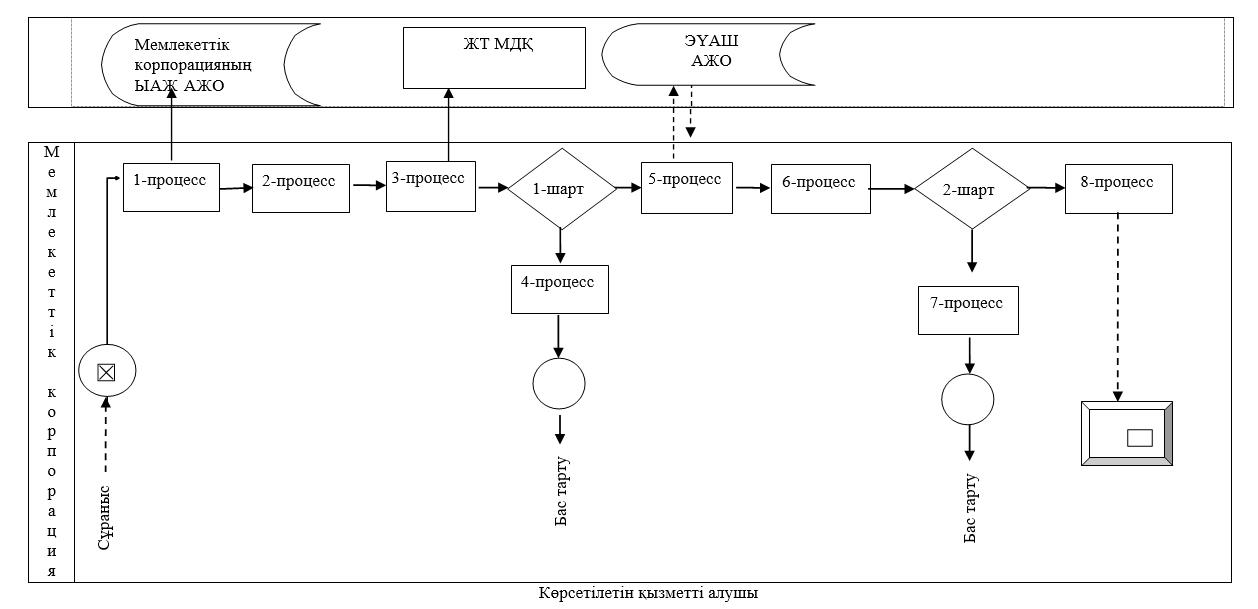 Мемлекеттік
корпорацияның
ЫАЖ АЖО
ЖТ МДҚ
ЭҮАШ
АЖО
Мемлекеттік корпорация
1-процесс
2-процесс
3-процесс
1-шарт
5-процесс
6-процесс
2-шарт
8-процесс
4-процесс
7-процесс
Сұраныс
Бас тарту
Бас тарту
Көрсетілетін қызметті алушы